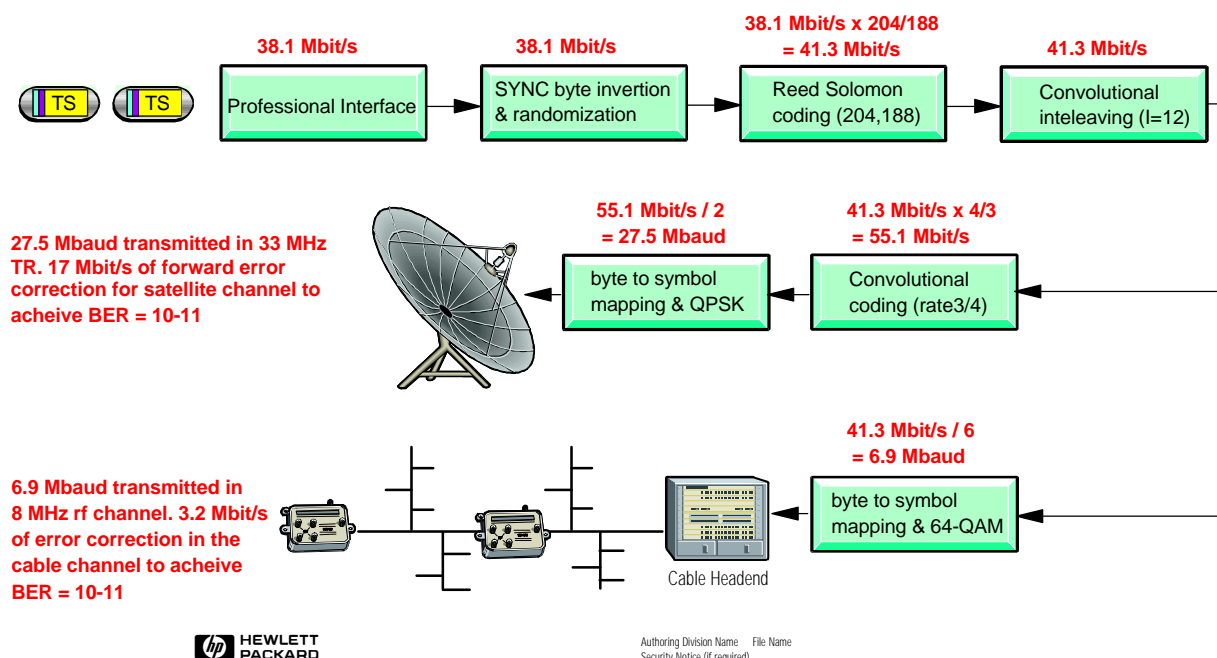 38.1 Mbit/s
38.1 Mbit/s
38.1 Mbit/s x 204/188
= 41.3 Mbit/s
41.3 Mbit/s
TS
TS
Professional Interface
SYNC byte invertion
& randomization
Reed Solomon
coding (204,188)
Convolutional
inteleaving (I=12)
27.5 Mbaud transmitted in 33 MHz
TR. 17 Mbit/s of forward error
correction for satellite channel to
acheive BER = 10-11
55.1 Mbit/s / 2
= 27.5 Mbaud
byte to symbol
mapping & QPSK
41.3 Mbit/s x 4/3
= 55.1 Mbit/s
Convolutional
coding (rate3/4)
6.9 Mbaud transmitted in
8 MHz rf channel. 3.2 Mbit/s
of error correction in the
cable channel to acheive
BER = 10-11
Cable Headend
41.3 Mbit/s / 6
= 6.9 Mbaud
byte to symbol
mapping & 64-QAM
hp HEWLETT
PACKARD
Authoring Division Name File Name
Security Notice (if required)